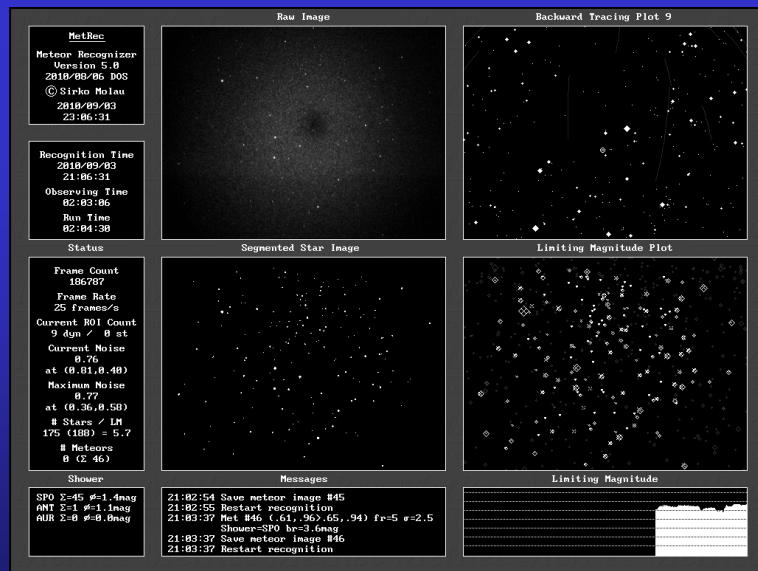 MetRec
Meteor Recognizer
Version 5.0
2010/08/06 DOS
© Sirko Molau
2010/09/03
23:06:31
Raw Image
Backward Tracing Plot 9
Recognition Time
2010/09/03
21:06:31
Observing Time
02:03:06
Run Time
02:04:30
Status
Segmented Star Image
Limiting Magnitude Plot
Frame Count
186787
Frame Rate
25 frames/s
Current ROI Count
9 dyn / 0 st
Current Noise
0.76
at (0.81,0.40)
Maximum Noise
0.77
at (0.36,0.58)
# Stars / LM
175 (188) = 5.7
# Meteors
0 (Σ 46)
Shower
Messages
Limiting Magnitude
SPO Σ=45 ø=1.4mag
ANT Σ=1 ø=1.1mag
AUR Σ=0 ø=0.0mag
21:02:54 Save meteor image #45
21:02:55 Restart recognition
21:03:37 Met #46 (.61,.96>.65,.94) fr=5 σ=2.5
Shower=SPO br=3.6mag
21:03:37 Save meteor image #46
21:03:37 Restart recognition